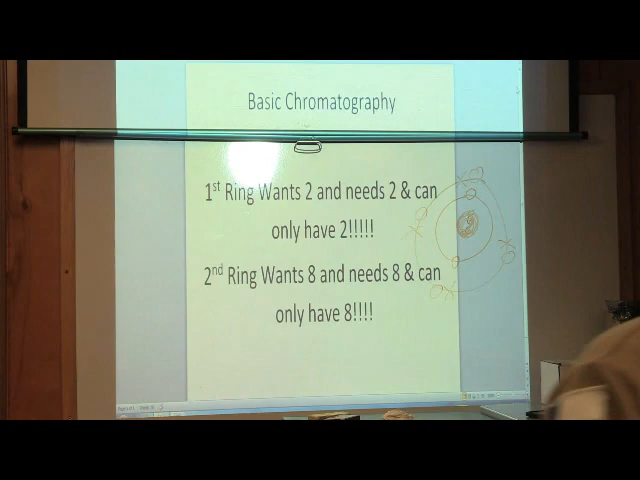 Basic Chromatography
1st Ring Wants 2 and needs 2 & can
only have 2!!!!!
2nd Ring Wants 8 and needs 8 & can
only have 8!!!!